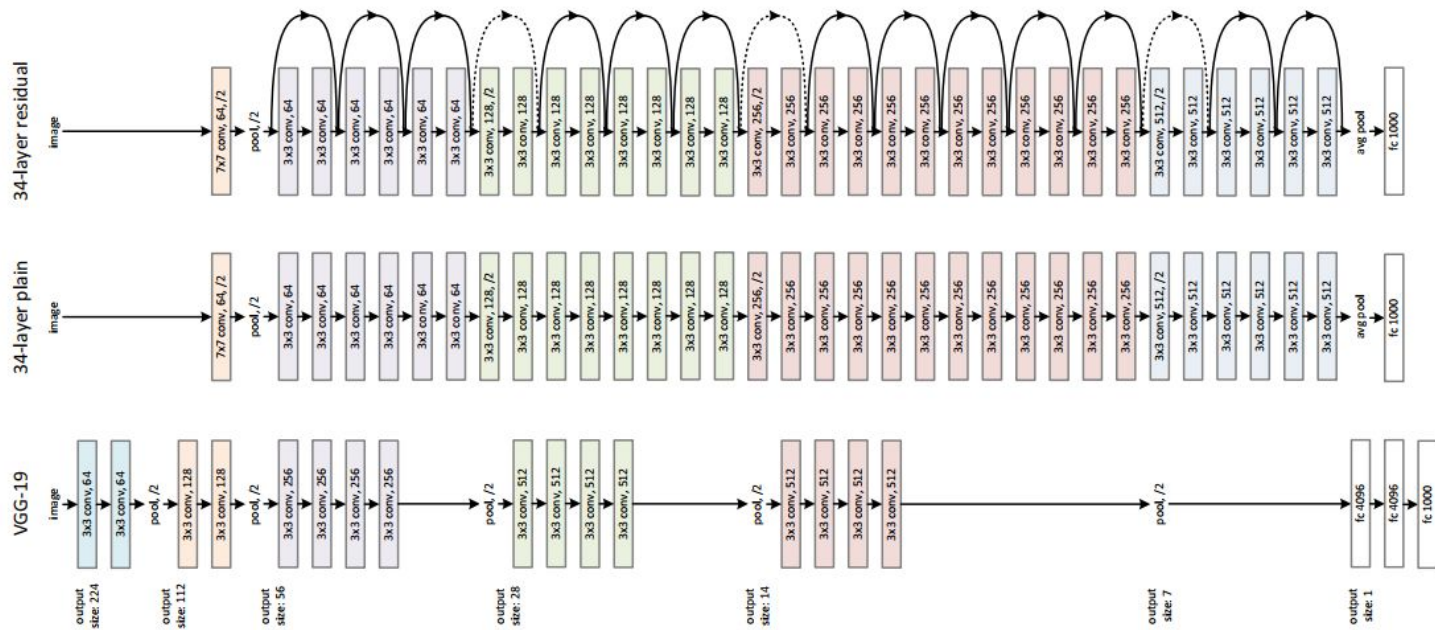 34-layer residual
image
7x7 conv, 64, /2
pool, /2
3x3 conv, 64
3x3 conv, 64
3x3 conv, 64
3x3 conv, 64
3x3 conv, 64
3x3 conv, 64
3x3 conv, 128, /2
3x3 conv, 128
3x3 conv, 128
3x3 conv, 128
3x3 conv, 128
3x3 conv, 128
3x3 conv, 128
3x3 conv, 128
3x3 conv, 256, /2
3x3 conv, 256
3x3 conv, 256
3x3 conv, 256
3x3 conv, 256
3x3 conv, 256
3x3 conv, 256
3x3 conv, 256
3x3 conv, 256
3x3 conv, 256
3x3 conv, 256
3x3 conv, 256
3x3 conv, 512, /2
3x3 conv, 512
3x3 conv, 512
3x3 conv, 512
3x3 conv, 512
3x3 conv, 512
avg pool
fc 1000
34-layer plain
image
7x7 conv, 64, /2
pool, /2
3x3 conv, 64
3x3 conv, 64
3x3 conv, 64
3x3 conv, 64
3x3 conv, 64
3x3 conv, 64
3x3 conv, 128, /2
3x3 conv, 128
3x3 conv, 128
3x3 conv, 128
3x3 conv, 128
3x3 conv, 128
3x3 conv, 128
3x3 conv, 128
3x3 conv, 256, /2
3x3 conv, 256
3x3 conv, 256
3x3 conv, 256
3x3 conv, 256
3x3 conv, 256
3x3 conv, 256
3x3 conv, 256
3x3 conv, 256
3x3 conv, 256
3x3 conv, 256
3x3 conv, 256
3x3 conv, 512, /2
3x3 conv, 512
3x3 conv, 512
3x3 conv, 512
3x3 conv, 512
3x3 conv, 512
avg pool
fc 1000
VGG-19
image
3x3 conv, 64
3x3 conv, 64
pool, /2
3x3 conv, 128
3x3 conv, 128
pool, /2
3x3 conv, 256
3x3 conv, 256
3x3 conv, 256
3x3 conv, 256
pool, /2
3x3 conv, 512
3x3 conv, 512
3x3 conv, 512
3x3 conv, 512
pool, /2
3x3 conv, 512
3x3 conv, 512
3x3 conv, 512
3x3 conv, 512
pool, /2
fc 4096
fc 4096
fc 1000
output
size: 224
output
size: 112
output
size: 56
output
size: 28
output
size: 14
output
size: 7
output
size: 1